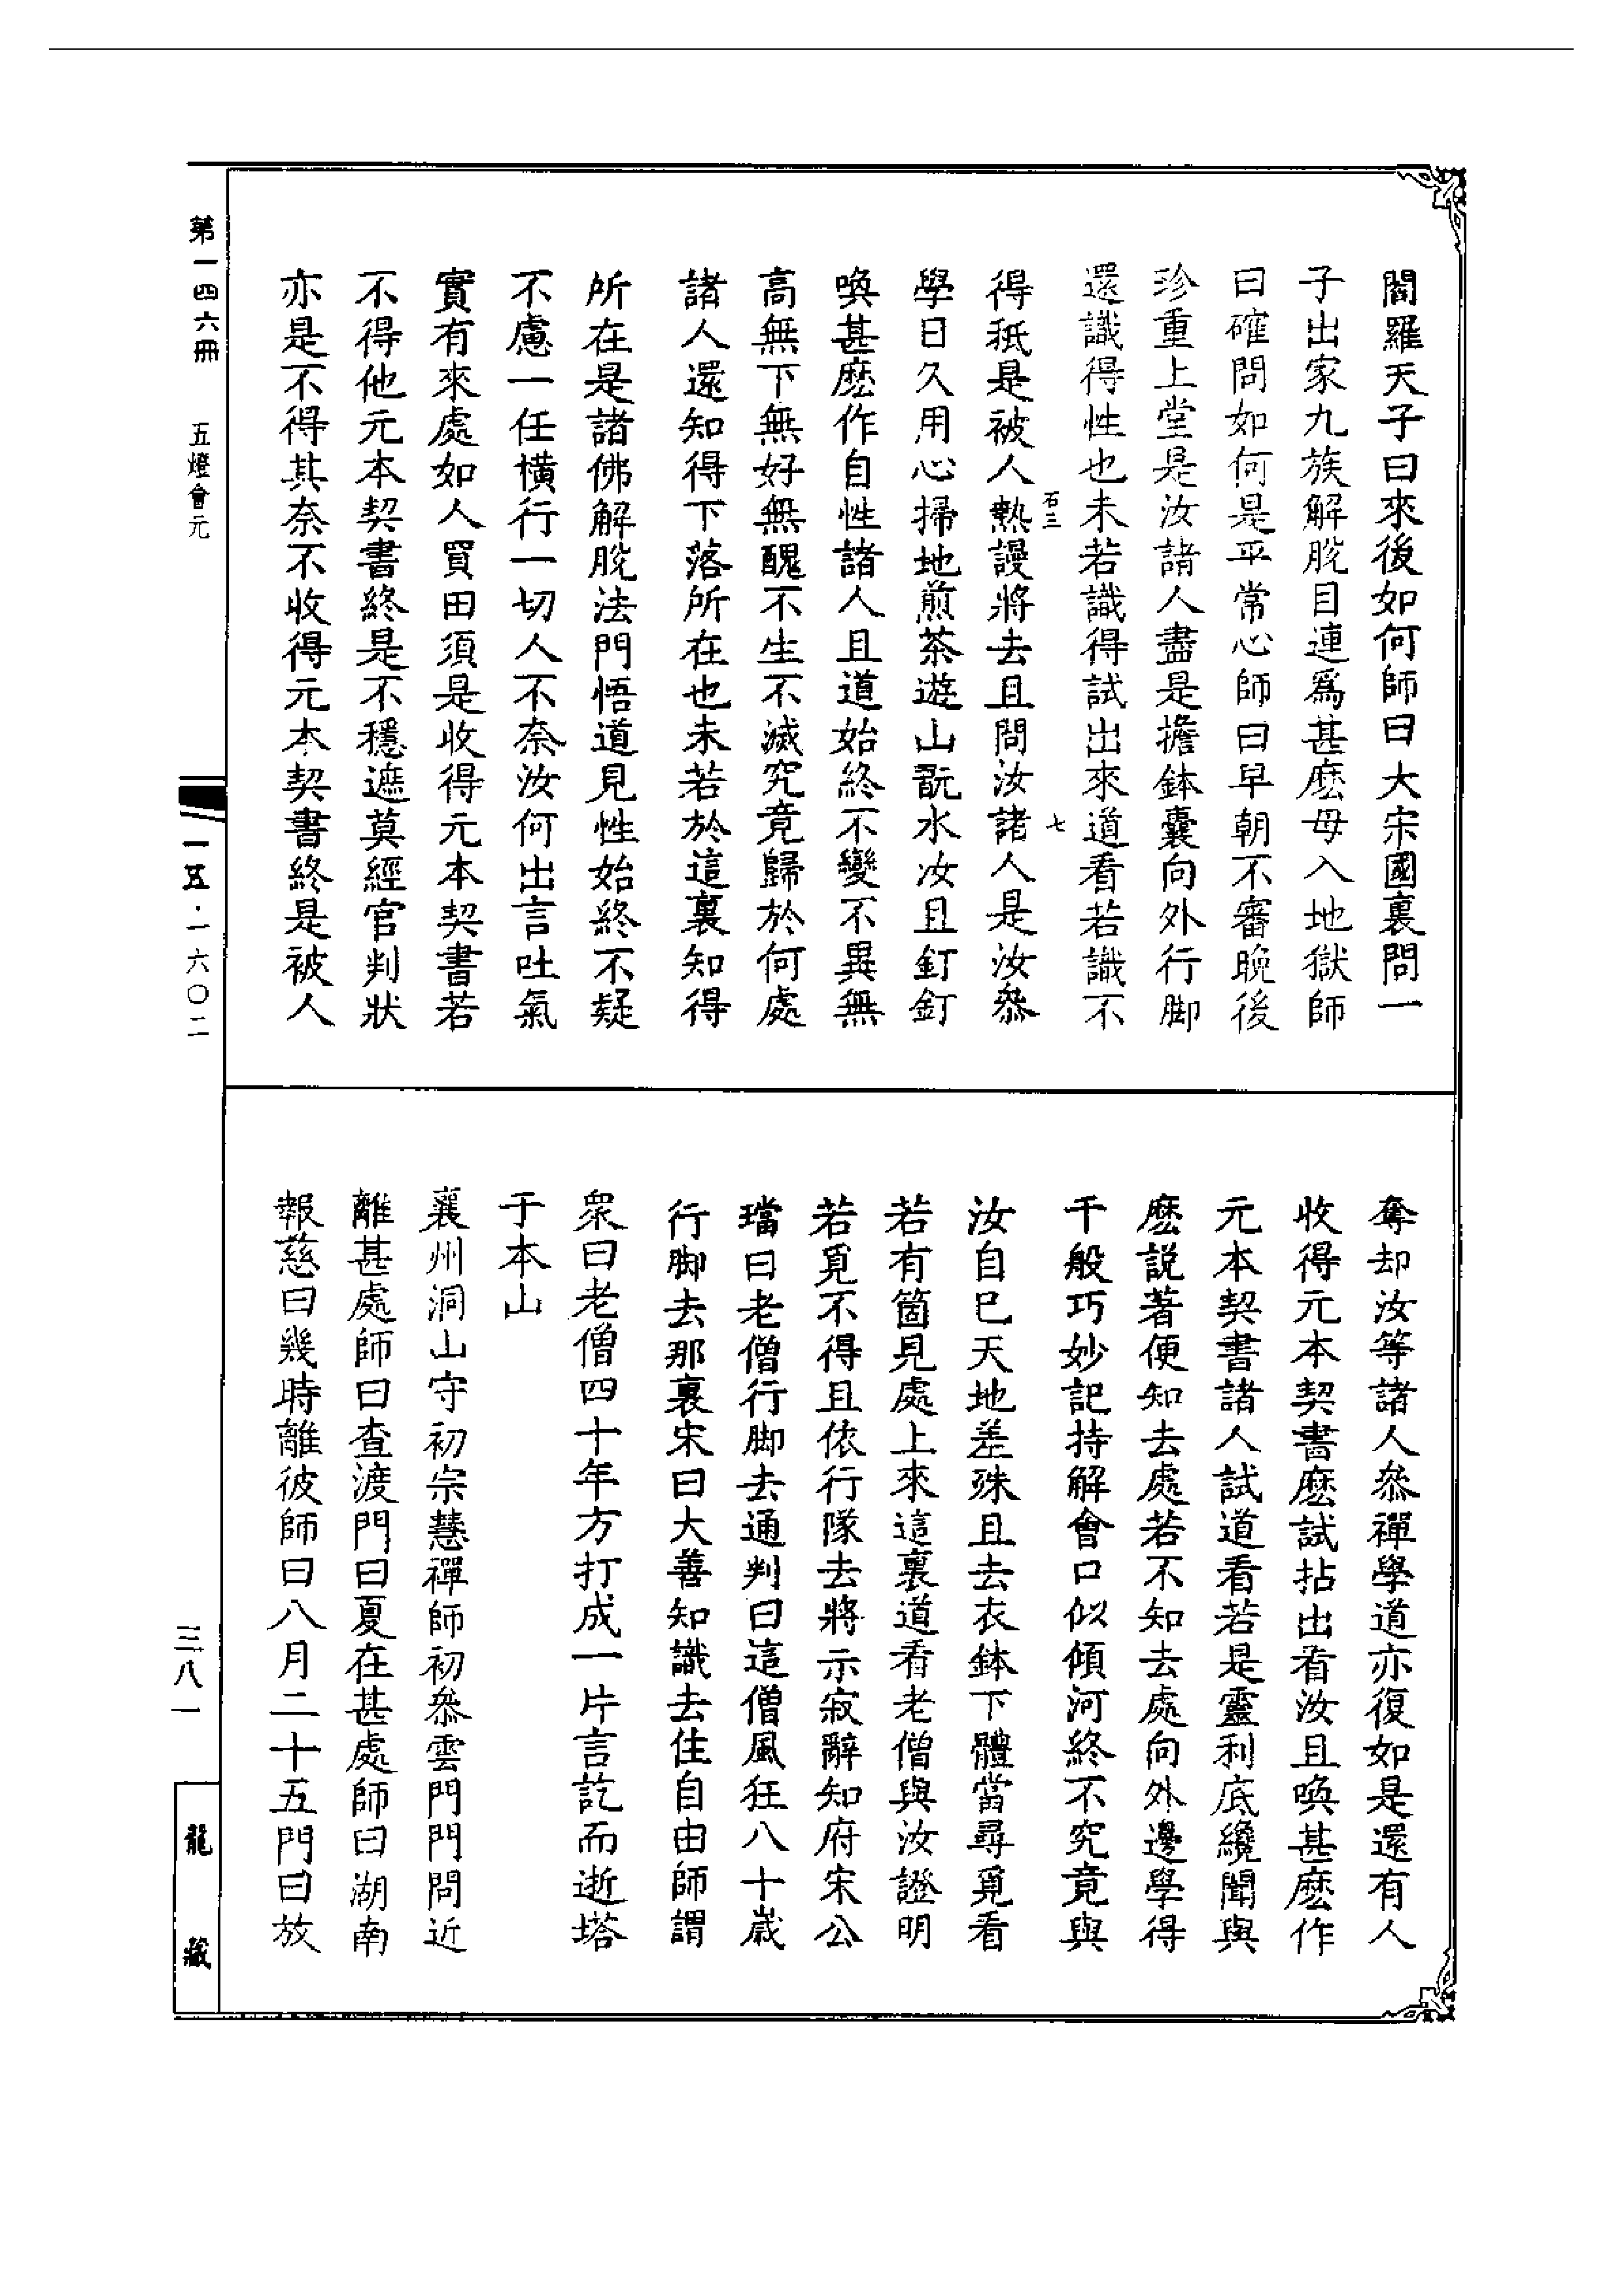 閻羅天子曰來後如何師曰大宋國裏問一
子出家九族解脫目連爲甚麽母入地獄師
曰確問如何是平常心師曰早朝不審晚後
珍重上堂是汝諸人盡是擔鉢囊向外行脚
還識得性也未若識得試出來道看若識不
石三 七
得秖是被人熱謾將去且問汝諸人是汝叅
學日久用心掃地煎茶遊山翫水汝且釘釘
喚甚麽作自性諸人且道始終不變不異無
高無下無好無醜不生不滅究竟歸於何處
諸人還知得下落所在也未若於這裏知得
所在是諸佛解脫法門悟道見性始終不疑
不慮一任橫行一切人不奈汝何出言吐氣
實有來處如人買田須是收得元本契書若
不得他元本契書終是不穩遮莫經官判狀
亦是不得其奈不收得元本契書終是被人
奪却汝等諸人叅禪學道亦復如是還有人
收得元本契書麽試拈出看汝且喚甚麽作
元本契書諸人試道看若是靈利底纔聞與
麽説著便知去處若不知去處向外邊學得
千般巧妙記持解會口似傾河終不究竟與
汝自巳天地差殊且去衣鉢下體當尋覓看
若有箇見處上來這裏道看老僧與汝證明
若覓不得且依行隊去將示寂辭知府宋公
璫曰老僧行脚去通判曰這僧風狂八十歲
行脚去那裏宋曰大善知識去住自由師謂
衆曰老僧四十年方打成一片言訖而逝塔
于本山
襄州洞山守初宗慧禪師初叅雲門門問近
離甚處師曰查渡門曰夏在甚處師曰湖南
報慈曰幾時離彼師曰八月二十五門曰放
第一四六冊 五燈會元
一五·一六〇二
三八一
龍藏